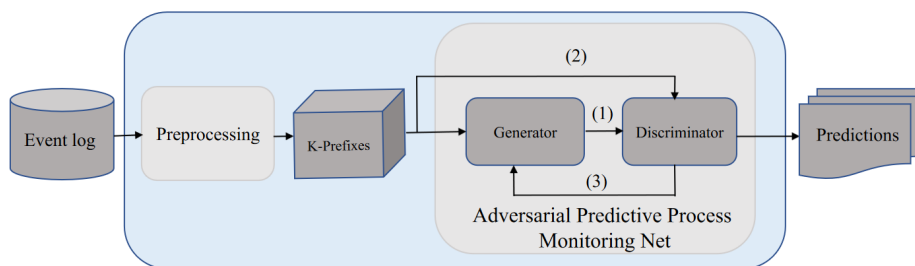 Event log
Preprocessing
K-Prefixes
(2)
Generator
(1)
Discriminator
(3)
Adversarial Predictive Process
Monitoring Net
Predictions